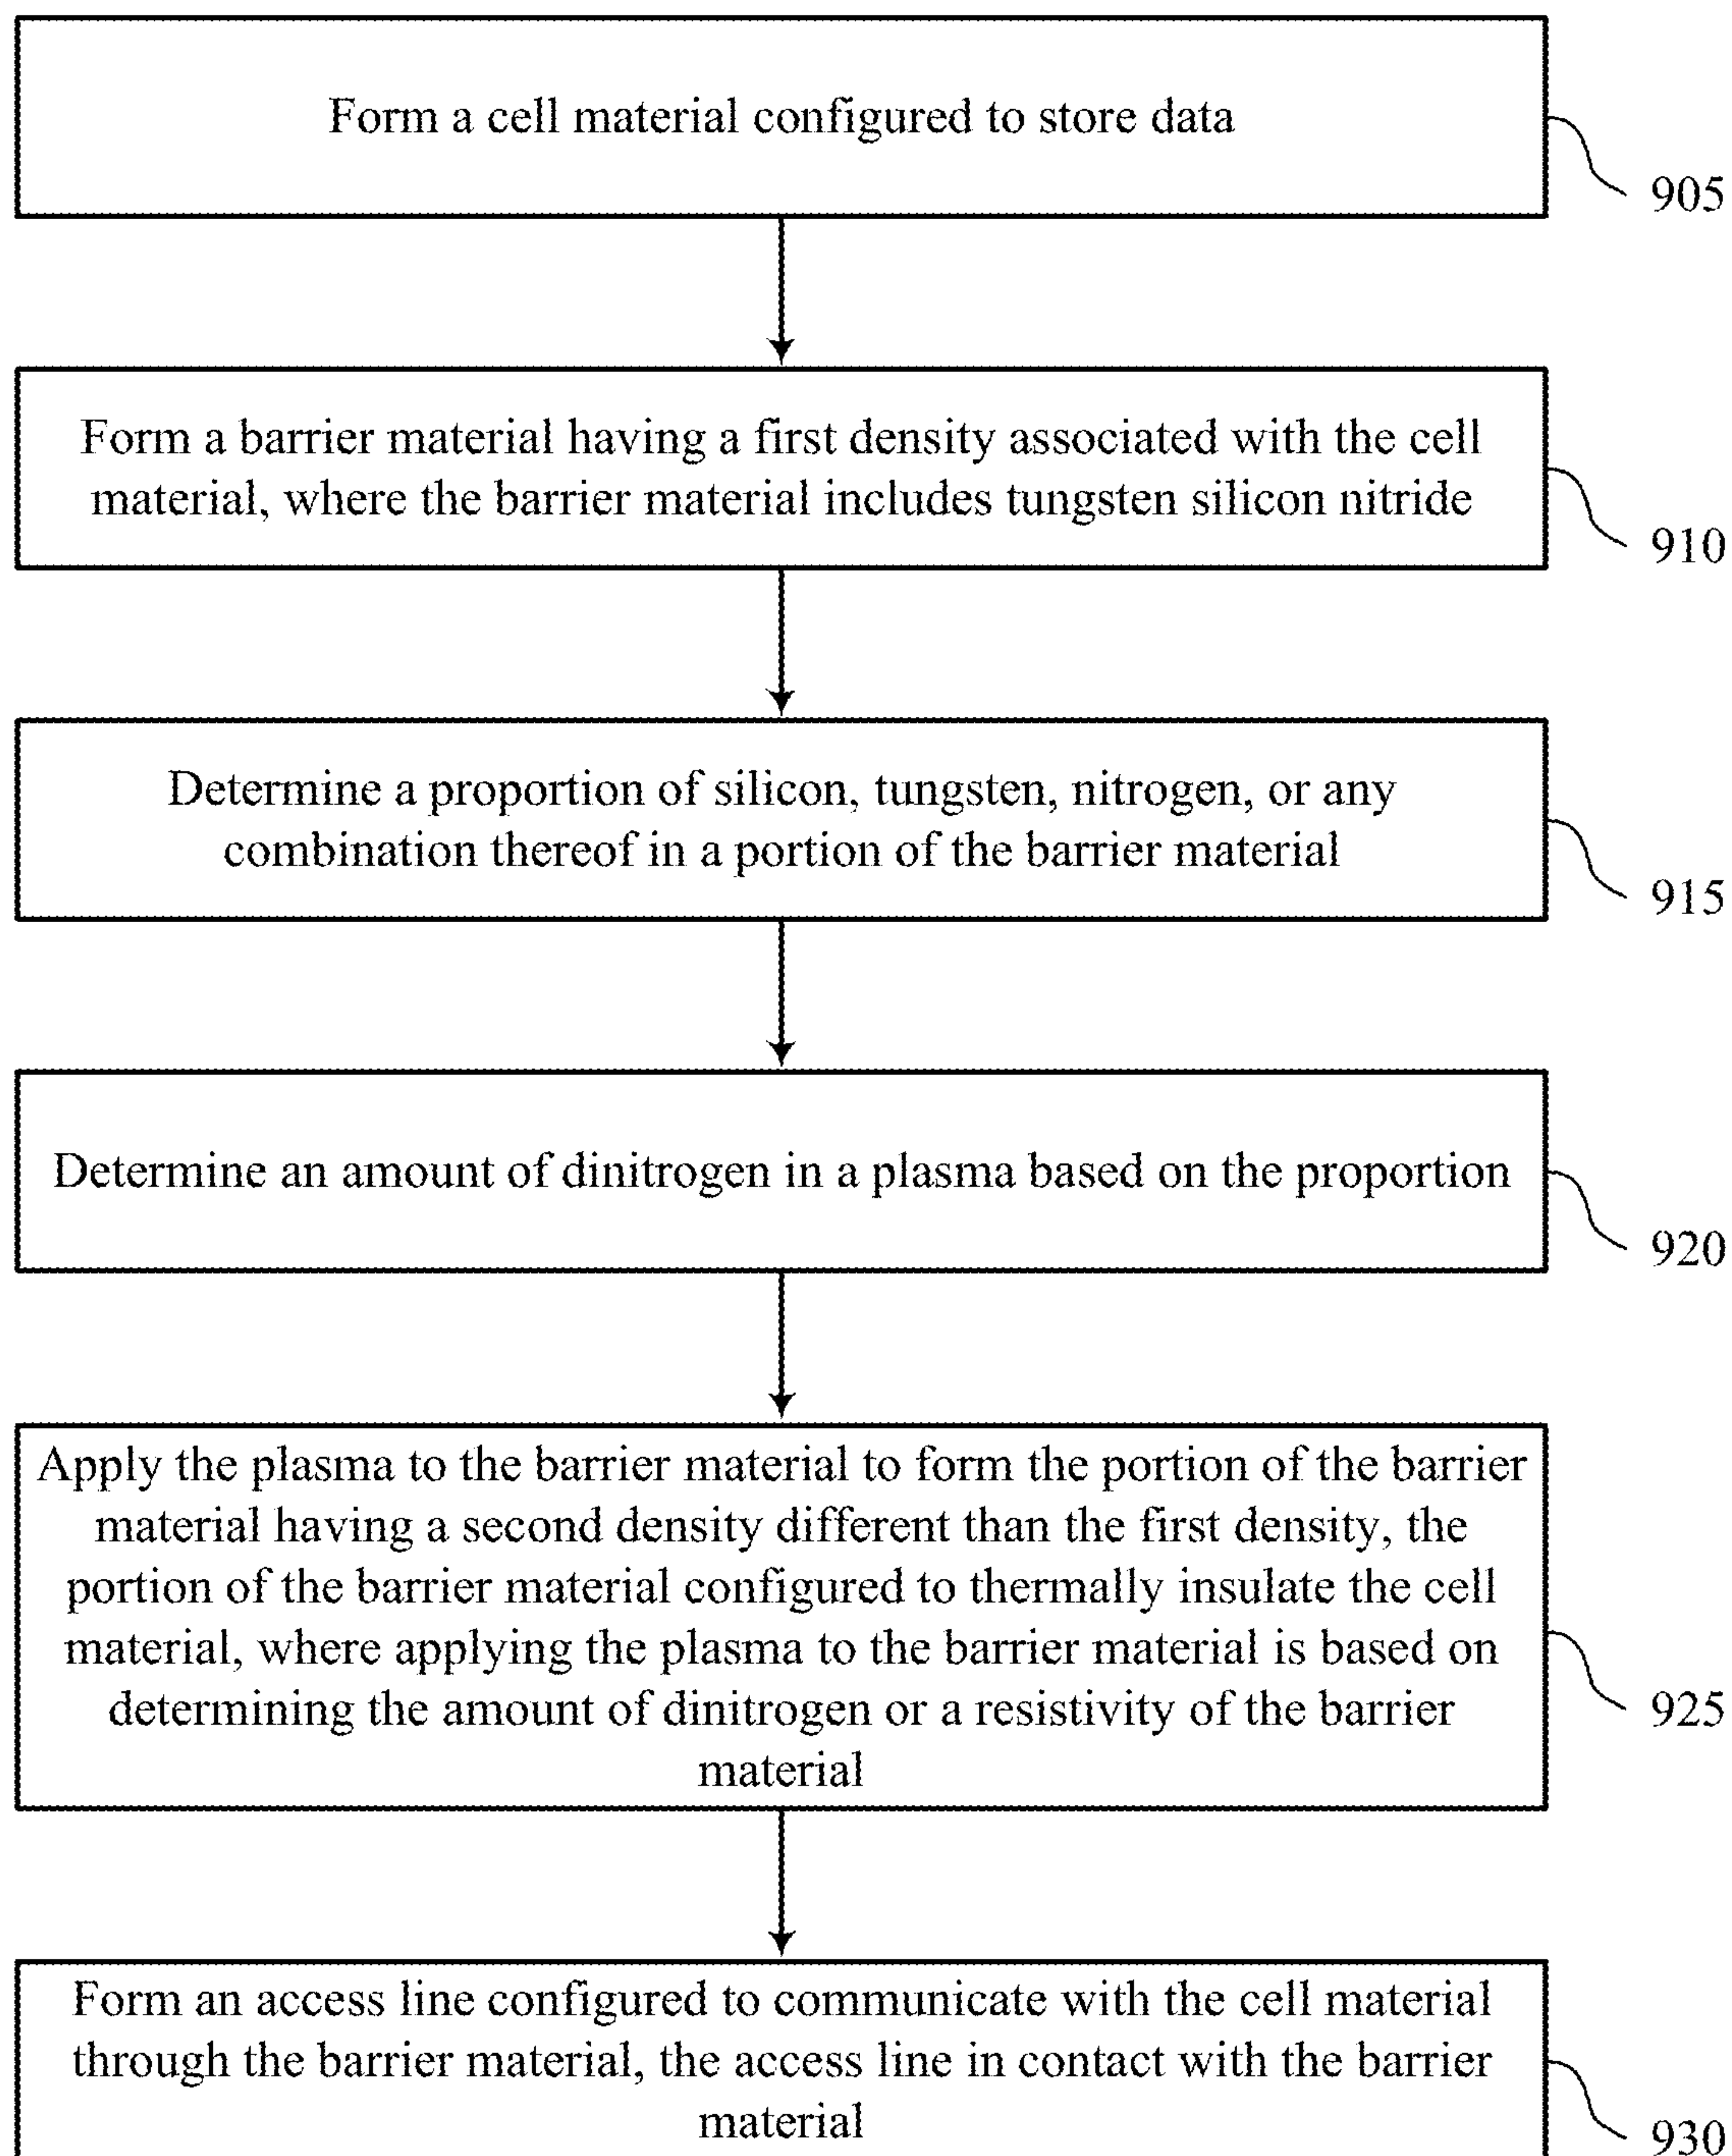 Form a cell material configured to store data
905
Form a barrier material having a first density associated with the cell
material, where the barrier material includes tungsten silicon nitride
910
Determine a proportion of silicon, tungsten, nitrogen, or any
combination thereof in a portion of the barrier material
915
Determine an amount of dinitrogen in a plasma based on the proportion
920
Apply the plasma to the barrier material to form the portion of the barrier
material having a second density different than the first density, the
portion of the barrier material configured to thermally insulate the cell
material, where applying the plasma to the barrier material is based on
determining the amount of dinitrogen or a resistivity of the barrier
material
925
Form an access line configured to communicate with the cell material
through the barrier material, the access line in contact with the barrier
material
930